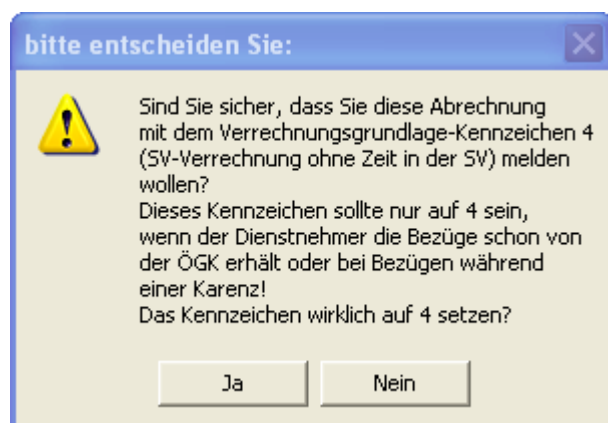 bitte entscheiden Sie:
Sind Sie sicher, dass Sie diese Abrechnung
mit dem Verrechnungsgrundlage-Kennzeichen 4
(SV-Verrechnung ohne Zeit in der SV) melden
wollen?
Dieses Kennzeichen sollte nur auf 4 sein,
wenn der Dienstnehmer die Bezüge schon von
der ÖGK erhält oder bei Bezügen während
einer Karenz!
Das Kennzeichen wirklich auf 4 setzen?
Ja
Nein